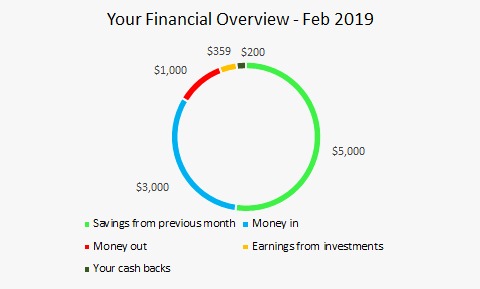 Your Financial Overview - Feb 2019
$359
$200
$1,000
$5,000
$3,000
Savings from previous month
Money in
Money out
Earnings from investments
Your cash backs